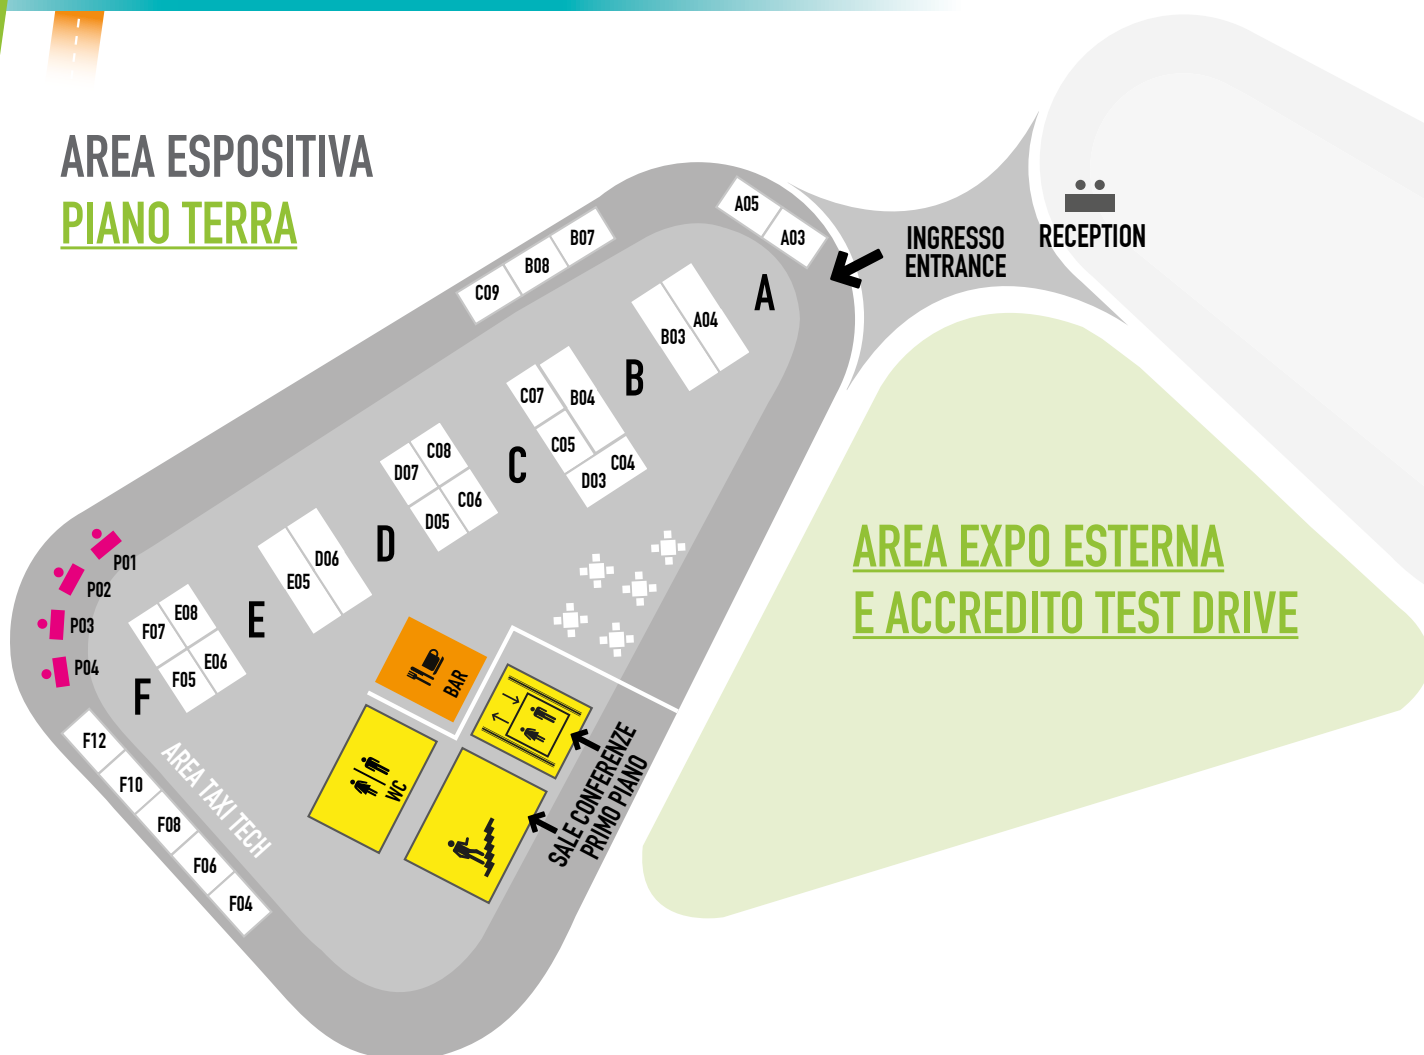 AREA ESPOSITIVA
PIANO TERRA
A05
A03
INGRESSO
ENTRANCE
RECEPTION
B07
B08
C09
A
A04
B03
B
C07
B04
C05
C04
D03
C
C08
D07
C06
D05
D
D06
E05
E
P01
P02
P03
P04
E08
F07
E06
F05
F
AREA EXPO ESTERNA
E ACCREDITO TEST DRIVE
BAR
WC
SALE CONFERENZE
PRIMO PIANO
AREA TAXI TECH
F12
F10
F08
F06
F04